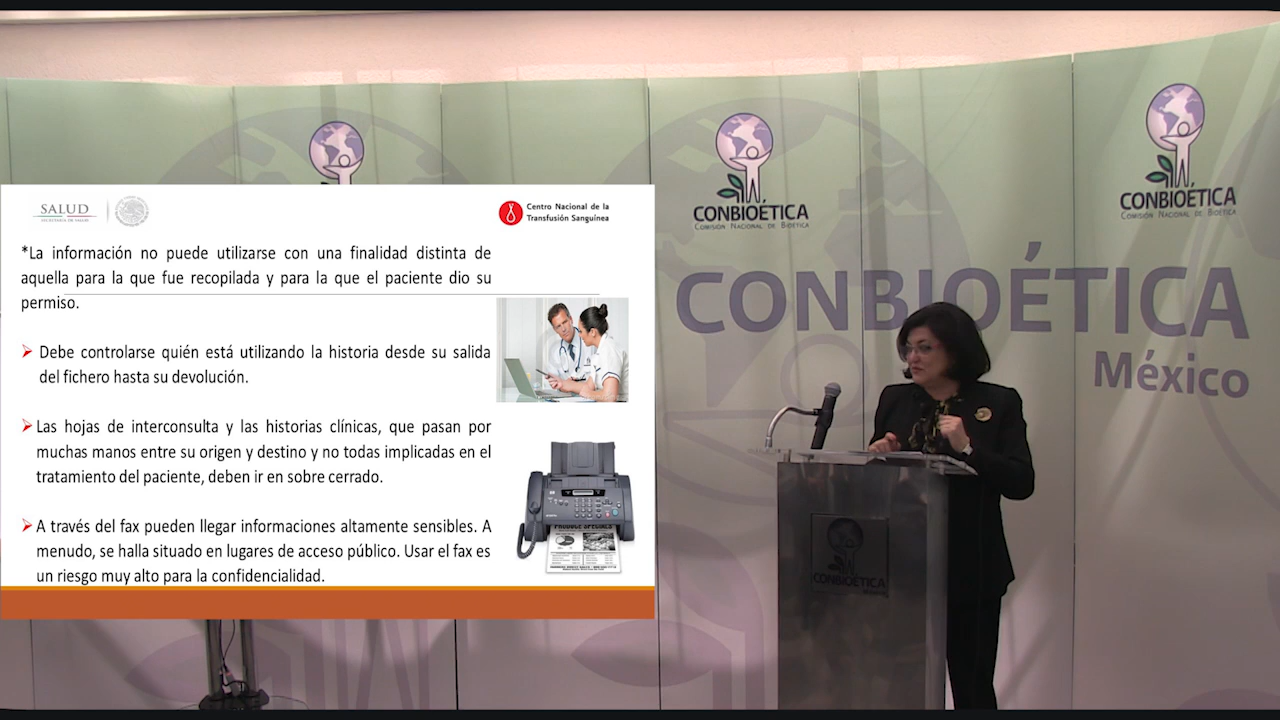 CONBIOÉTICA
COMISIÓN NACIONAL DE BIOÉTICA
CONBIOÉTICA
COMISIÓN NACIONAL DE BIOÉTICA
CONBIOÉTICA
México
SALUD
SECRETARÍA DE SALUD
Centro Nacional de la
Transfusión Sanguínea
*La información no puede utilizarse con una finalidad distinta de
aquella para la que fue recopilada y para la que el paciente dio su
permiso.
Debe controlarse quién está utilizando la historia desde su salida
del fichero hasta su devolución.
Las hojas de interconsulta y las historias clínicas, que pasan por
muchas manos entre su origen y destino y no todas implicadas en el
tratamiento del paciente, deben ir en sobre cerrado.
A través del fax pueden llegar informaciones altamente sensibles. A
menudo, se halla situado en lugares de acceso público. Usar el fax es
un riesgo muy alto para la confidencialidad.
PRODUCE SPECIALS
CONBIOÉTICA